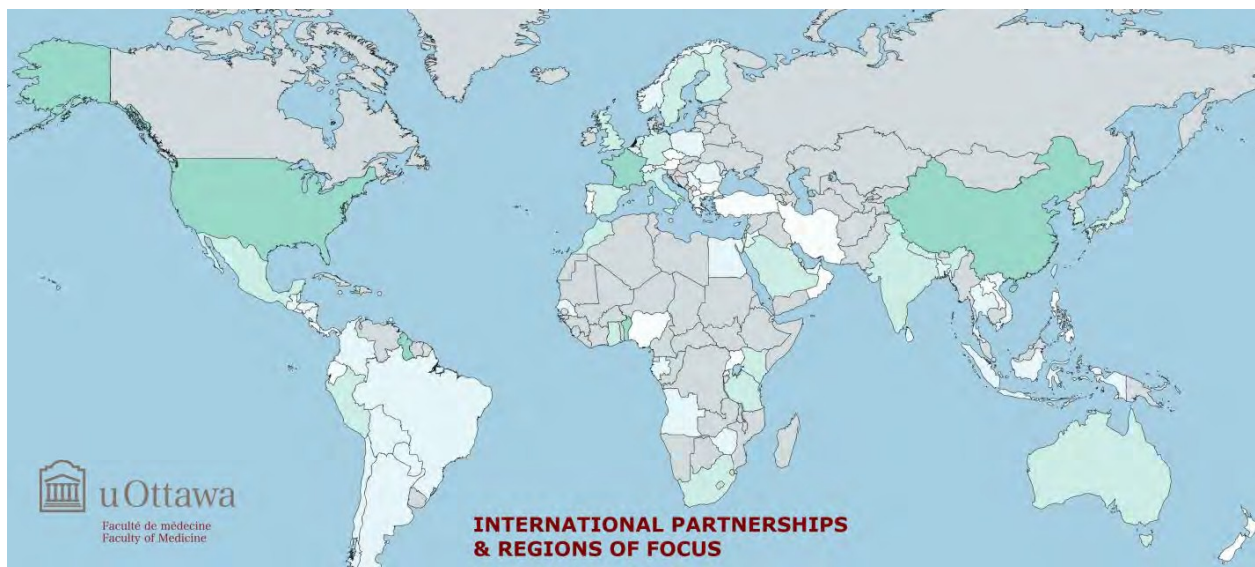 uOttawa
Faculté de médecine
Faculty of Medicine
INTERNATIONAL PARTNERSHIPS
& REGIONS OF FOCUS